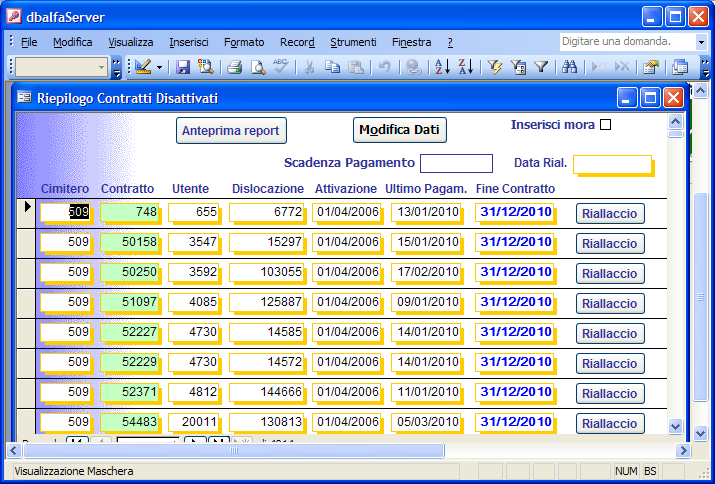 dbalfaServer
File Modifica Visualizza Inserisci Formato Record Strumenti Finestra ? Digitare una domanda.
Riepilogo Contratti Disattivati
Anteprima report Modifica Dati Inserisci mora
Scadenza Pagamento Data Rial.
Cimitero Contratto Utente Dislocazione Attivazione Ultimo Pagam. Fine Contratto
509 748 655 6772 01/04/2006 13/01/2010 31/12/2010 Riallaccio
509 50158 3547 15297 01/04/2006 15/01/2010 31/12/2010 Riallaccio
509 50250 3592 103055 01/04/2006 17/02/2010 31/12/2010 Riallaccio
509 51097 4085 125887 01/04/2006 09/01/2010 31/12/2010 Riallaccio
509 52227 4730 14585 01/04/2006 14/01/2010 31/12/2010 Riallaccio
509 52229 4730 14572 01/04/2006 14/01/2010 31/12/2010 Riallaccio
509 52371 4812 144666 01/04/2006 11/01/2010 31/12/2010 Riallaccio
509 54483 20011 130813 01/04/2006 05/03/2010 31/12/2010 Riallaccio
Visualizzazione Maschera NUM BS